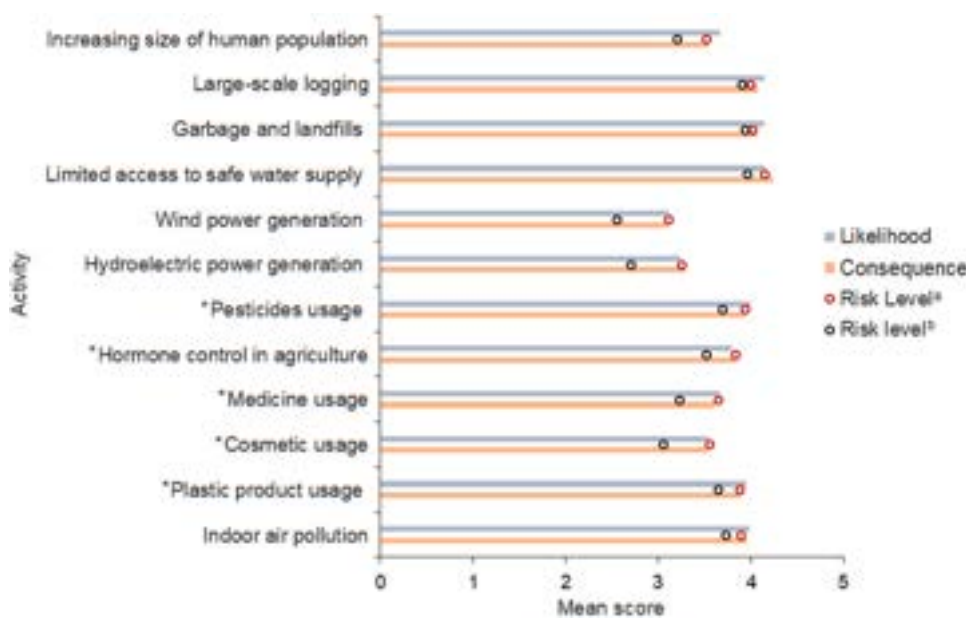 Increasing size of human population
Large-scale logging
Garbage and landfills
Limited access to safe water supply
Wind power generation
Hydroelectric power generation
*Pesticides usage
*Hormone control in agriculture
*Medicine usage
*Cosmetic usage
*Plastic product usage
Indoor air pollution
Activity
Likelihood
Consequence
Risk Levelᵃ
Risk levelᵇ
0 1 2 3 4 5
Mean score